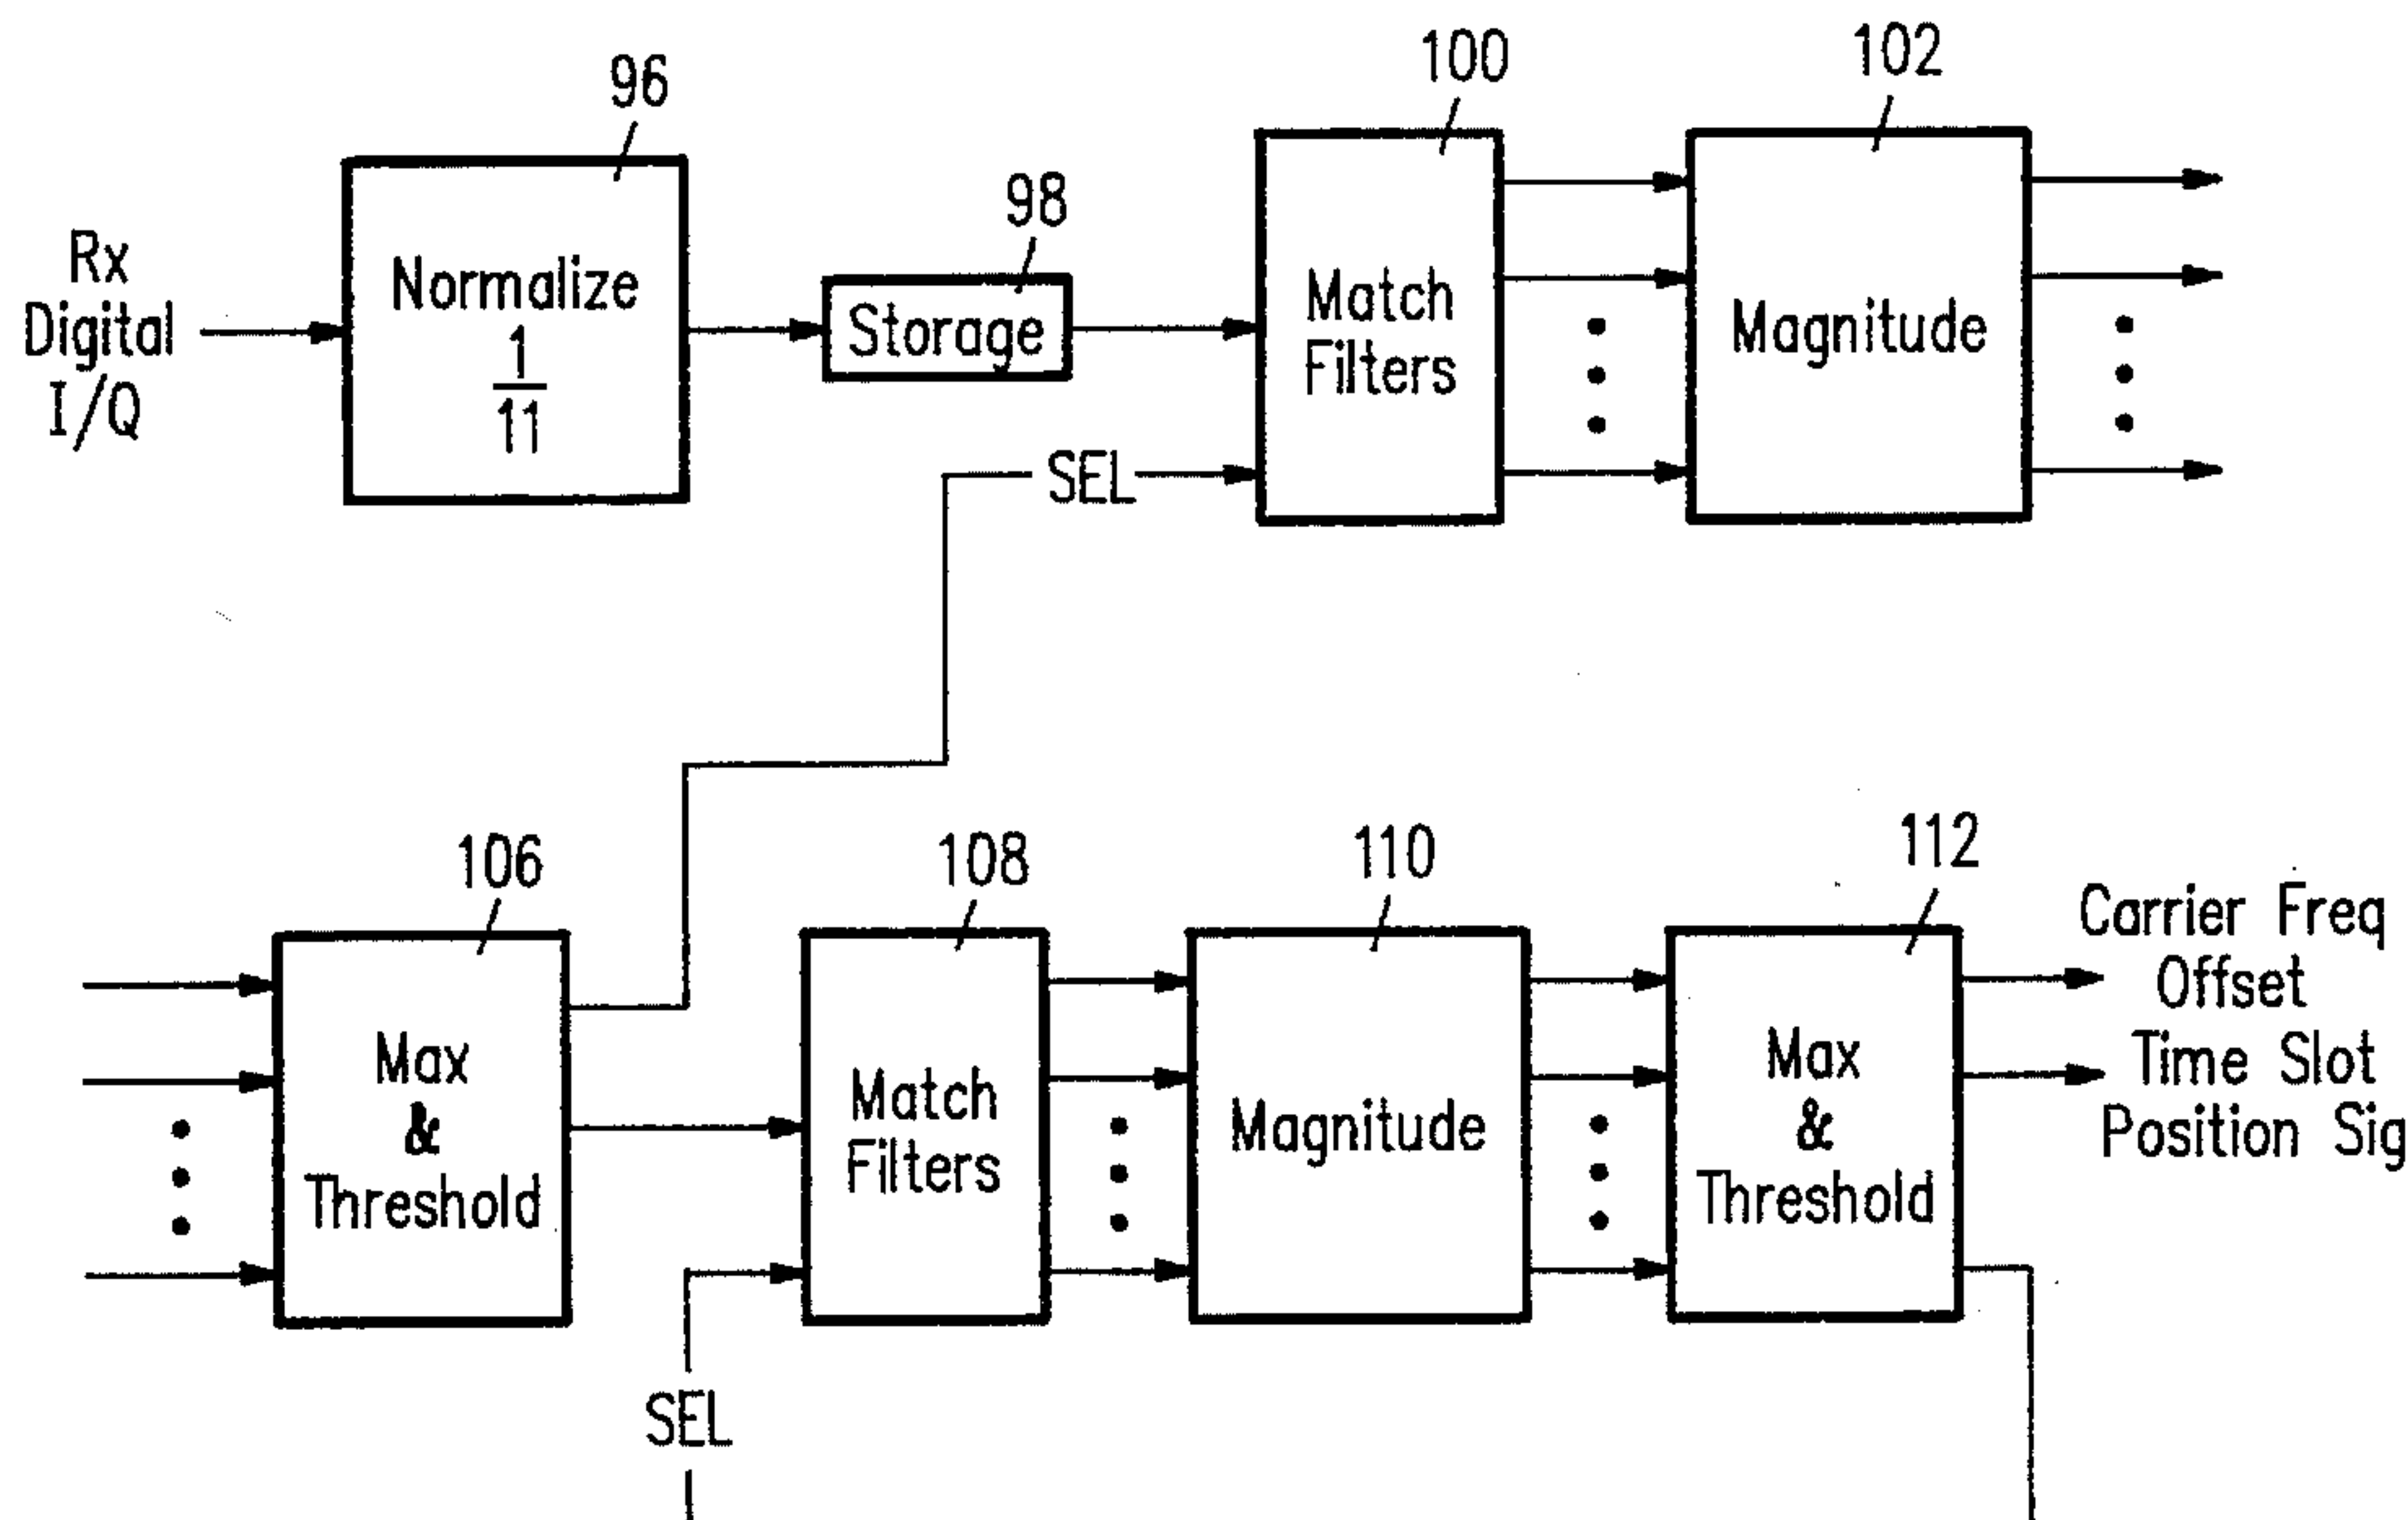 96
98
100
102
Rx
Digital
I/Q
Normalize
1
11
Storage
Match
Filters
Magnitude
SEL
106
108
110
112
Max
&
Threshold
Match
Filters
Magnitude
Max
&
Threshold
Carrier Freq
Offset
Time Slot
Position Sig
SEL